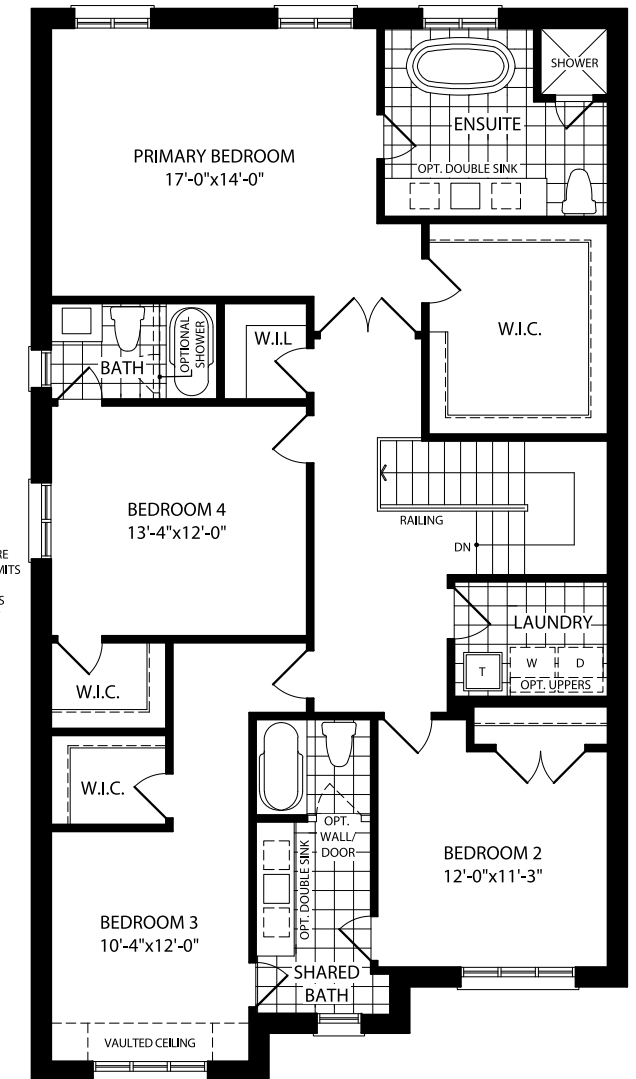 SHOWER
ENSUITE
OPT. DOUBLE SINK
PRIMARY BEDROOM
17'-0"x14'-0"
W.I.C.
W.I.L
BATH
OPTIONAL
SHOWER
BEDROOM 4
13'-4"x12'-0"
RAILING
DN
RE
MITS
S
LAUNDRY
T
W
D
OPT. UPPERS
W.I.C.
W.I.C.
OPT.
WALL/
DOOR
OPT. DOUBLE SINK
BEDROOM 2
12'-0"x11'-3"
BEDROOM 3
10'-4"x12'-0"
SHARED
BATH
VAULTED CEILING